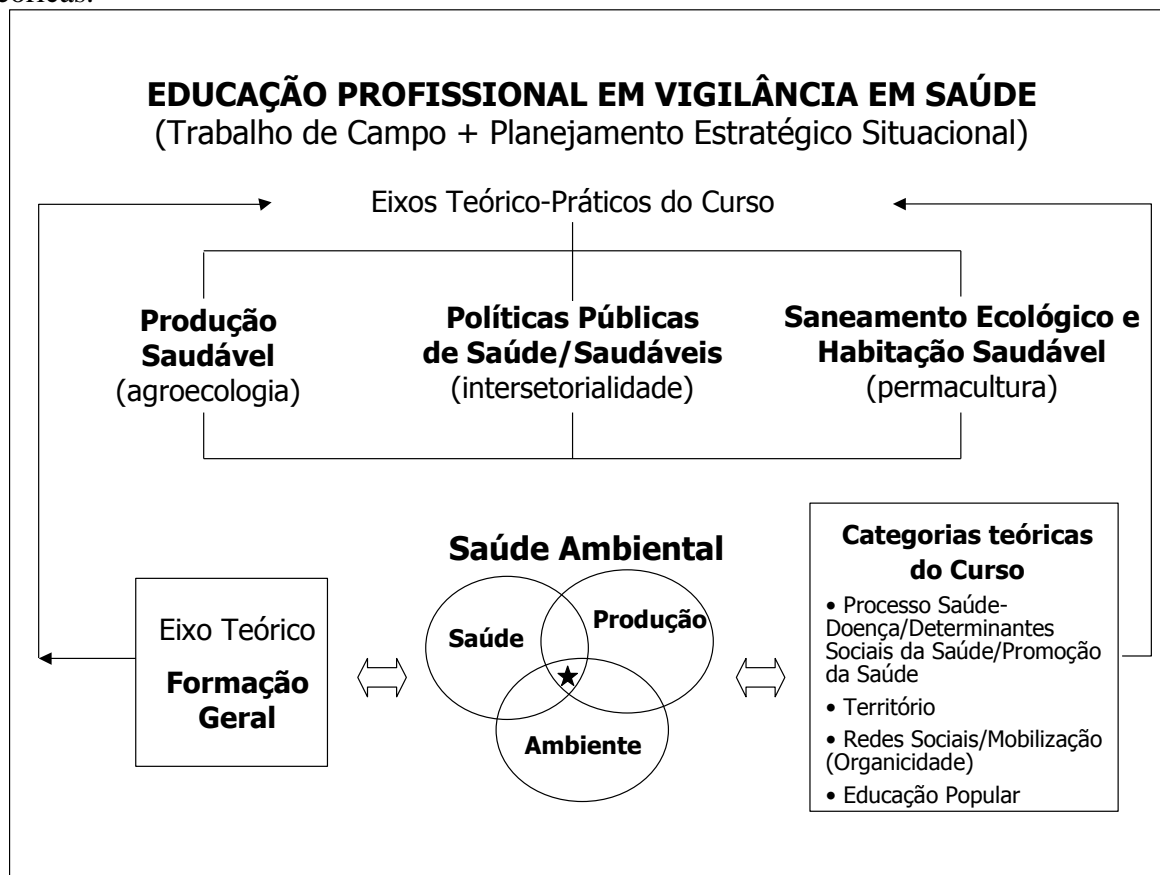 EDUCAÇÃO PROFISSIONAL EM VIGILÂNCIA EM SAÚDE
(Trabalho de Campo + Planejamento Estratégico Situacional)
Eixos Teórico-Práticos do Curso
Produção
Saudável
(agroecologia)
Políticas Públicas
de Saúde/Saudáveis
(intersetorialidade)
Saneamento Ecológico e
Habitação Saudável
(permacultura)
Eixo Teórico
Formação
Geral
Saúde Ambiental
Saúde
Produção
Ambiente
Categorias teóricas
do Curso
• Processo Saúde-
Doença/Determinantes
Sociais da Saúde/Promoção
da Saúde
• Território
• Redes Sociais/Mobilização
(Organicidade)
• Educação Popular